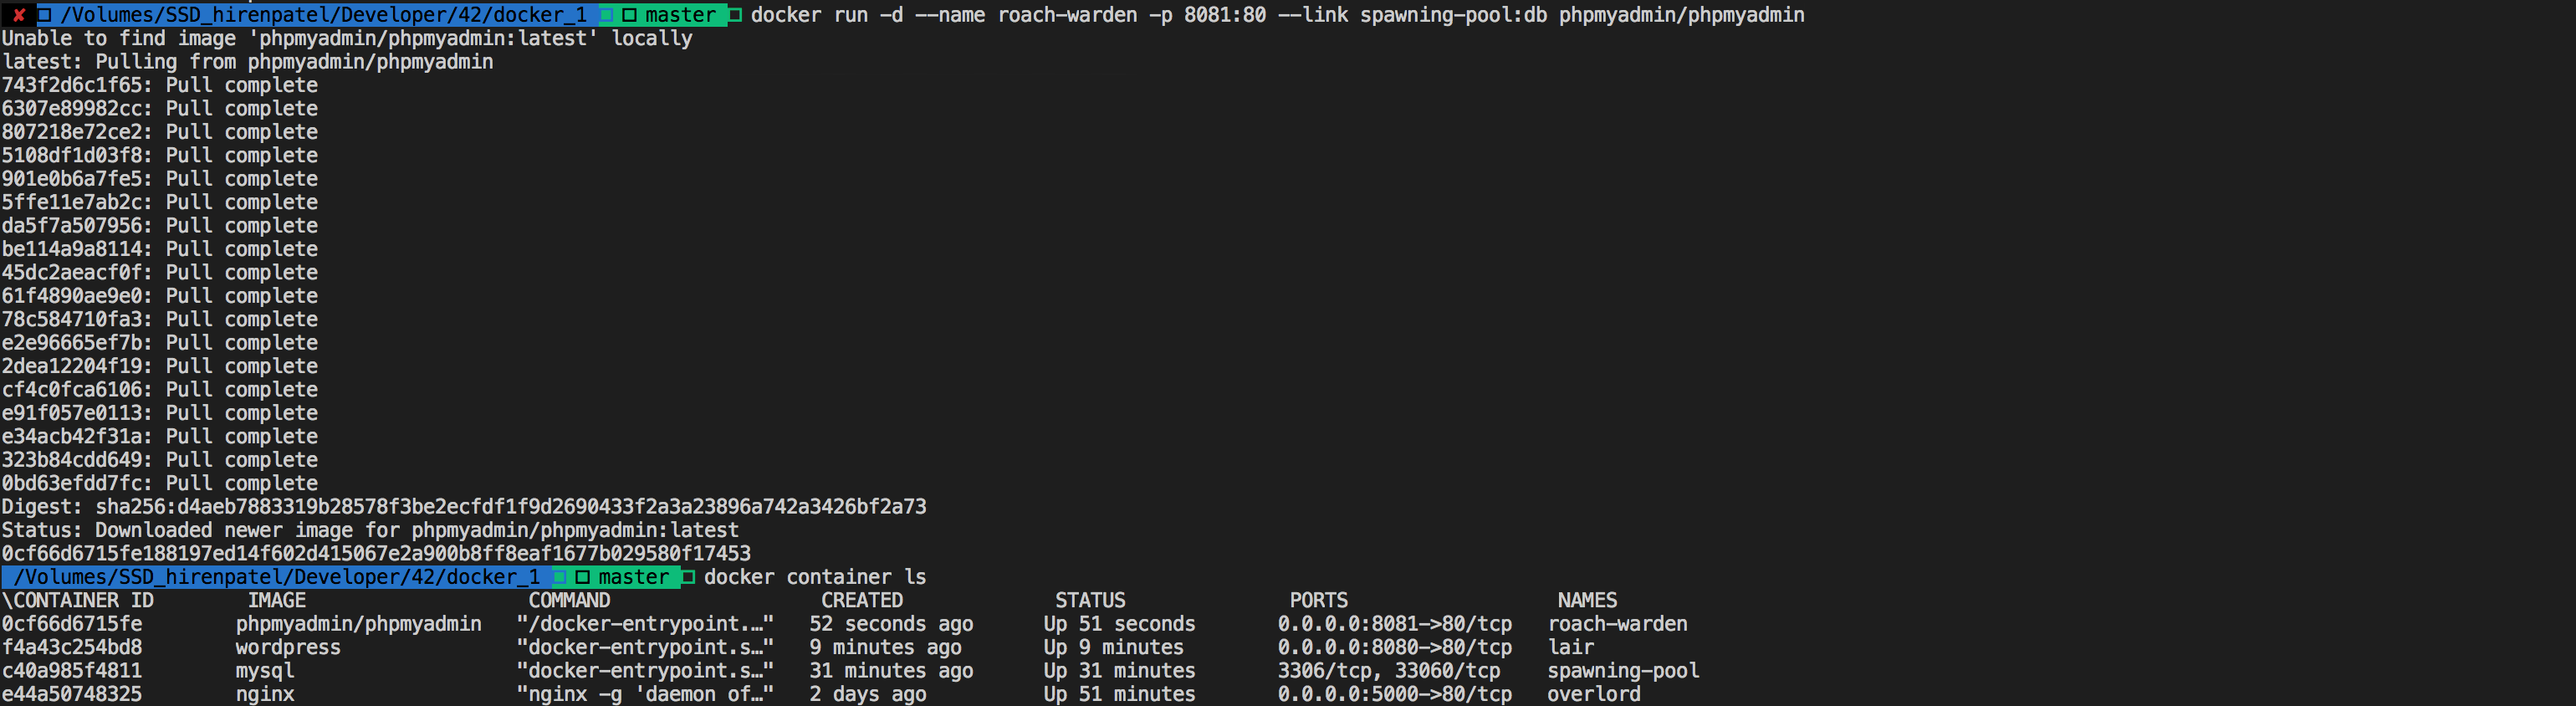 ✘ /Volumes/SSD_hirenpatel/Developer/42/docker_1 master docker run -d --name roach-warden -p 8081:80 --link spawning-pool:db phpmyadmin/phpmyadmin
Unable to find image 'phpmyadmin/phpmyadmin:latest' locally
latest: Pulling from phpmyadmin/phpmyadmin
743f2d6c1f65: Pull complete
6307e89982cc: Pull complete
807218e72ce2: Pull complete
5108df1d03f8: Pull complete
901e0b6a7fe5: Pull complete
5ffe11e7ab2c: Pull complete
da5f7a507956: Pull complete
be114a9a8114: Pull complete
45dc2aeacf0f: Pull complete
61f4890ae9e0: Pull complete
78c584710fa3: Pull complete
e2e96665ef7b: Pull complete
2dea12204f19: Pull complete
cf4c0fca6106: Pull complete
e91f057e0113: Pull complete
e34acb42f31a: Pull complete
323b84cdd649: Pull complete
0bd63efdd7fc: Pull complete
Digest: sha256:d4aeb7883319b28578f3be2ecfdf1f9d2690433f2a3a23896a742a3426bf2a73
Status: Downloaded newer image for phpmyadmin/phpmyadmin:latest
0cf66d6715fe188197ed14f602d415067e2a900b8ff8eaf1677b029580f17453
/Volumes/SSD_hirenpatel/Developer/42/docker_1 master docker container ls
\CONTAINER ID IMAGE COMMAND CREATED STATUS PORTS NAMES
0cf66d6715fe phpmyadmin/phpmyadmin "/docker-entrypoint.…" 52 seconds ago Up 51 seconds 0.0.0.0:8081->80/tcp roach-warden
f4a43c254bd8 wordpress "docker-entrypoint.s…" 9 minutes ago Up 9 minutes 0.0.0.0:8080->80/tcp lair
c40a985f4811 mysql "docker-entrypoint.s…" 31 minutes ago Up 31 minutes 3306/tcp, 33060/tcp spawning-pool
e44a50748325 nginx "nginx -g 'daemon of…" 2 days ago Up 51 minutes 0.0.0.0:5000->80/tcp overlord